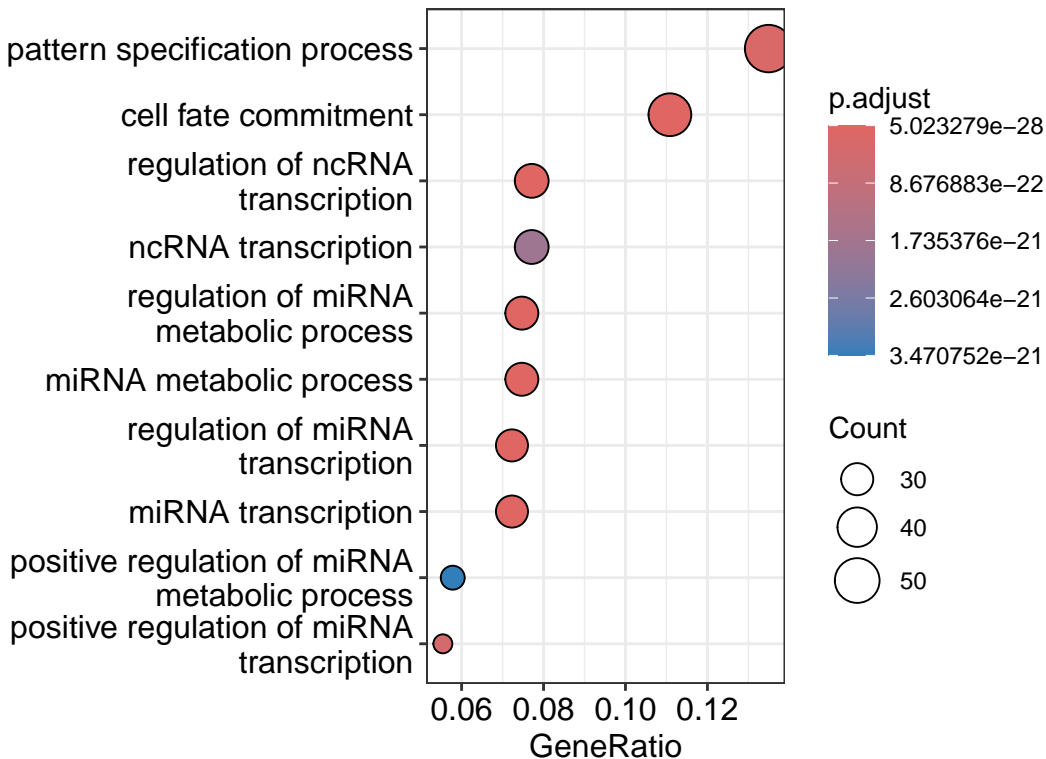 pattern specification process
cell fate commitment
regulation of ncRNA
transcription
ncRNA transcription
regulation of miRNA
metabolic process
miRNA metabolic process
regulation of miRNA
transcription
miRNA transcription
positive regulation of miRNA
metabolic process
positive regulation of miRNA
transcription
0.06 0.08 0.10 0.12
GeneRatio
p.adjust
5.023279e−28
8.676883e−22
1.735376e−21
2.603064e−21
3.470752e−21
Count
30
40
50